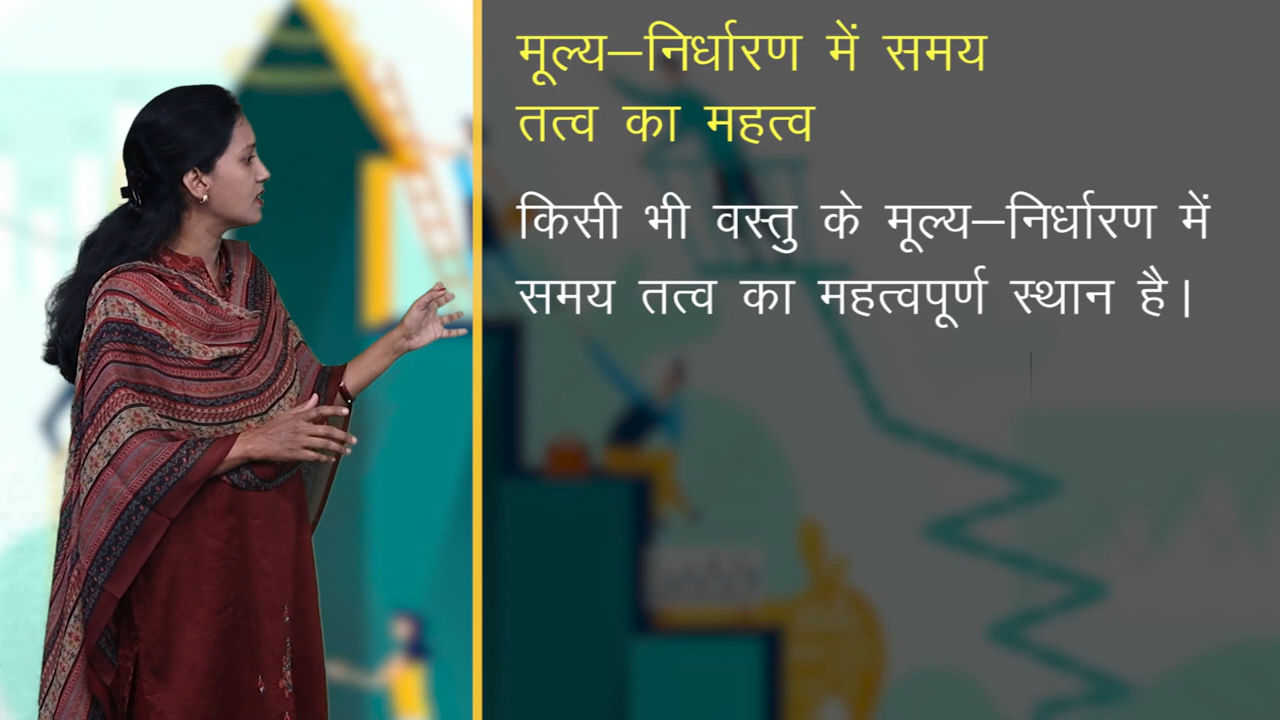 मूल्य–निर्धारण में समय
तत्व का महत्व
किसी भी वस्तु के मूल्य–निर्धारण में
समय तत्व का महत्वपूर्ण स्थान है।